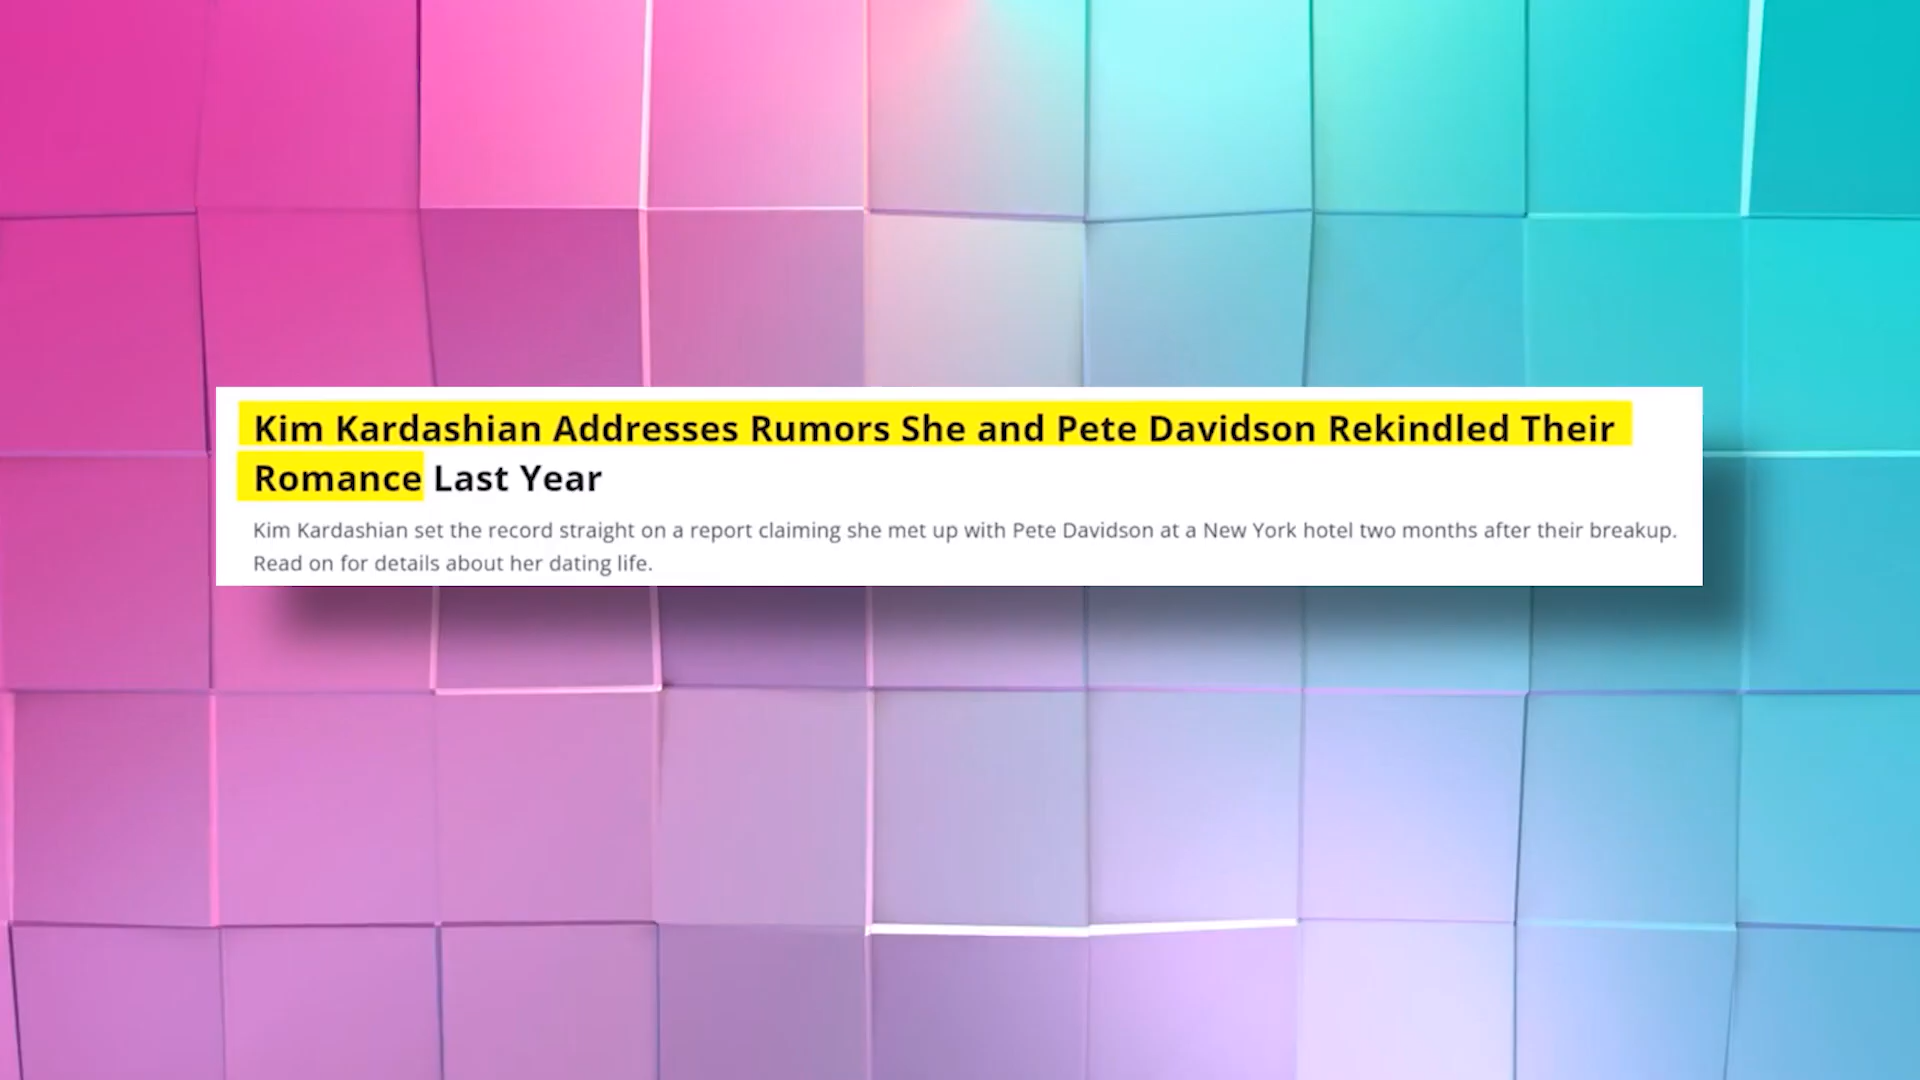 Kim Kardashian Addresses Rumors She and Pete Davidson Rekindled Their
Romance Last Year
Kim Kardashian set the record straight on a report claiming she met up with Pete Davidson at a New York hotel two months after their breakup.
Read on for details about her dating life.